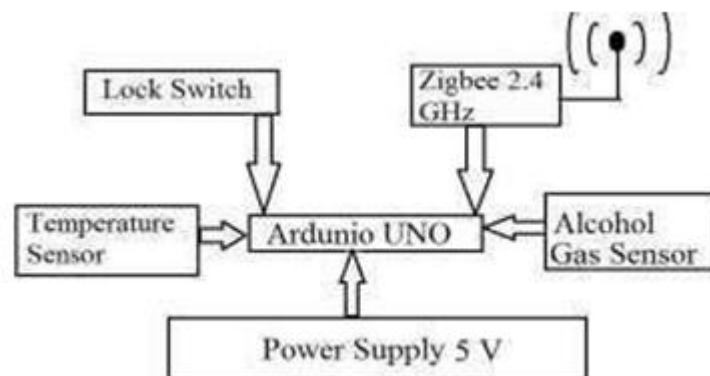 Lock Switch
Zigbee 2.4
GHz
Temperature
Sensor
Ardunio UNO
Alcohol
Gas Sensor
Power Supply 5 V